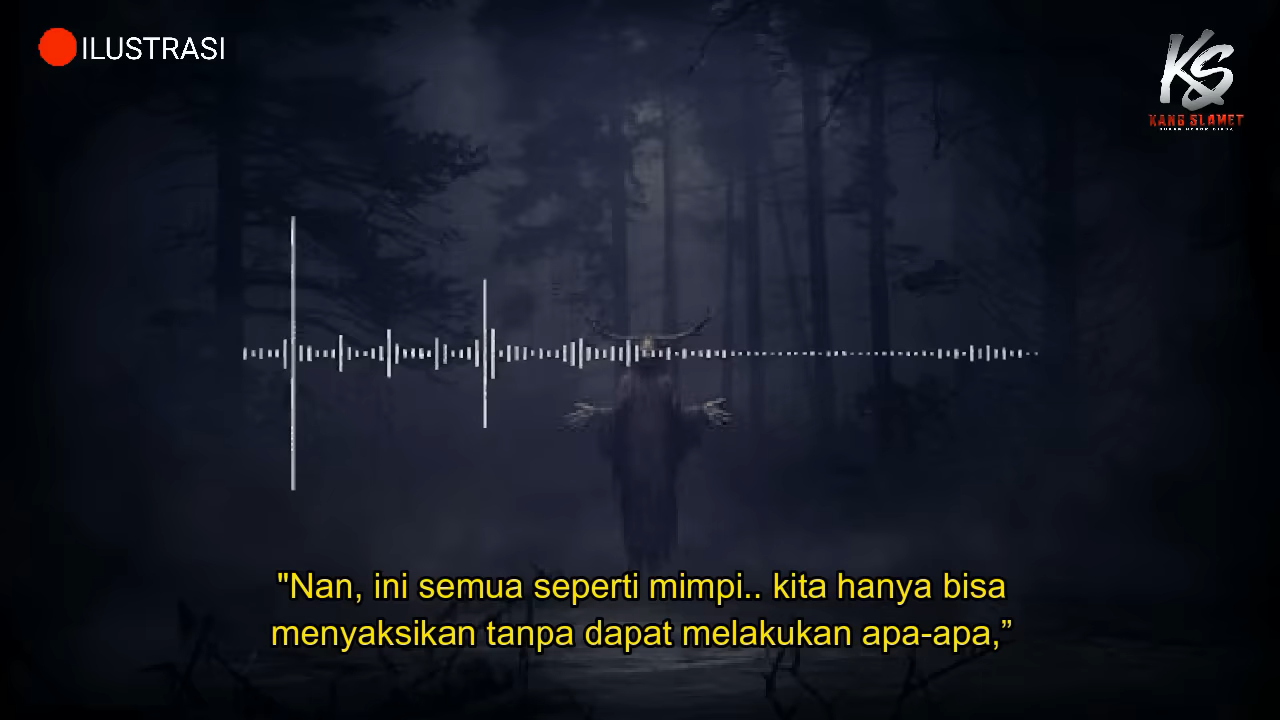 ILUSTRASI
KS
KANG SLAMET
"Nan, ini semua seperti mimpi.. kita hanya bisa
menyaksikan tanpa dapat melakukan apa-apa,”